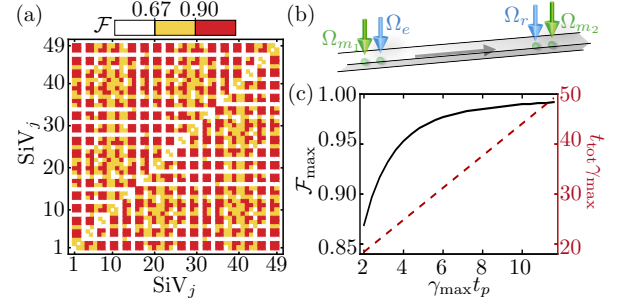 (a)
F 0.67 0.90
49
40
30
20
10
1
SiV_j
1 10 20 30 40 49
SiV_j
(b)
Ω_{m_1} Ω_e Ω_r Ω_{m_2}
(c)
1.00
0.95
0.90
0.85
F_max
50
40
30
20
t_tot γ_max
2 4 6 8 10
γ_max t_p